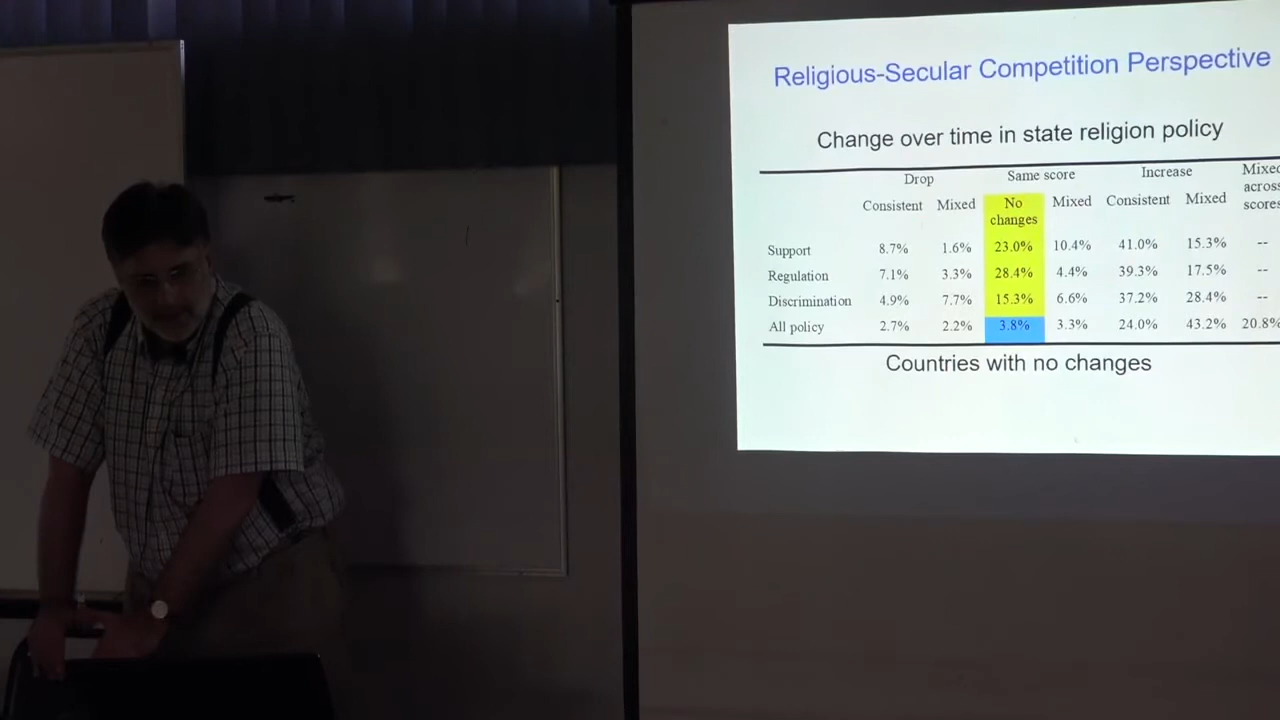 Religious-Secular Competition Perspective
Change over time in state religion policy
Drop Same score Increase Mixed across scores
Consistent Mixed No changes Mixed Consistent Mixed
Support 8.7% 1.6% 23.0% 10.4% 41.0% 15.3% --
Regulation 7.1% 3.3% 28.4% 4.4% 39.3% 17.5% --
Discrimination 4.9% 7.7% 15.3% 6.6% 37.2% 28.4% --
All policy 2.7% 2.2% 3.8% 3.3% 24.0% 43.2% 20.8%
Countries with no changes